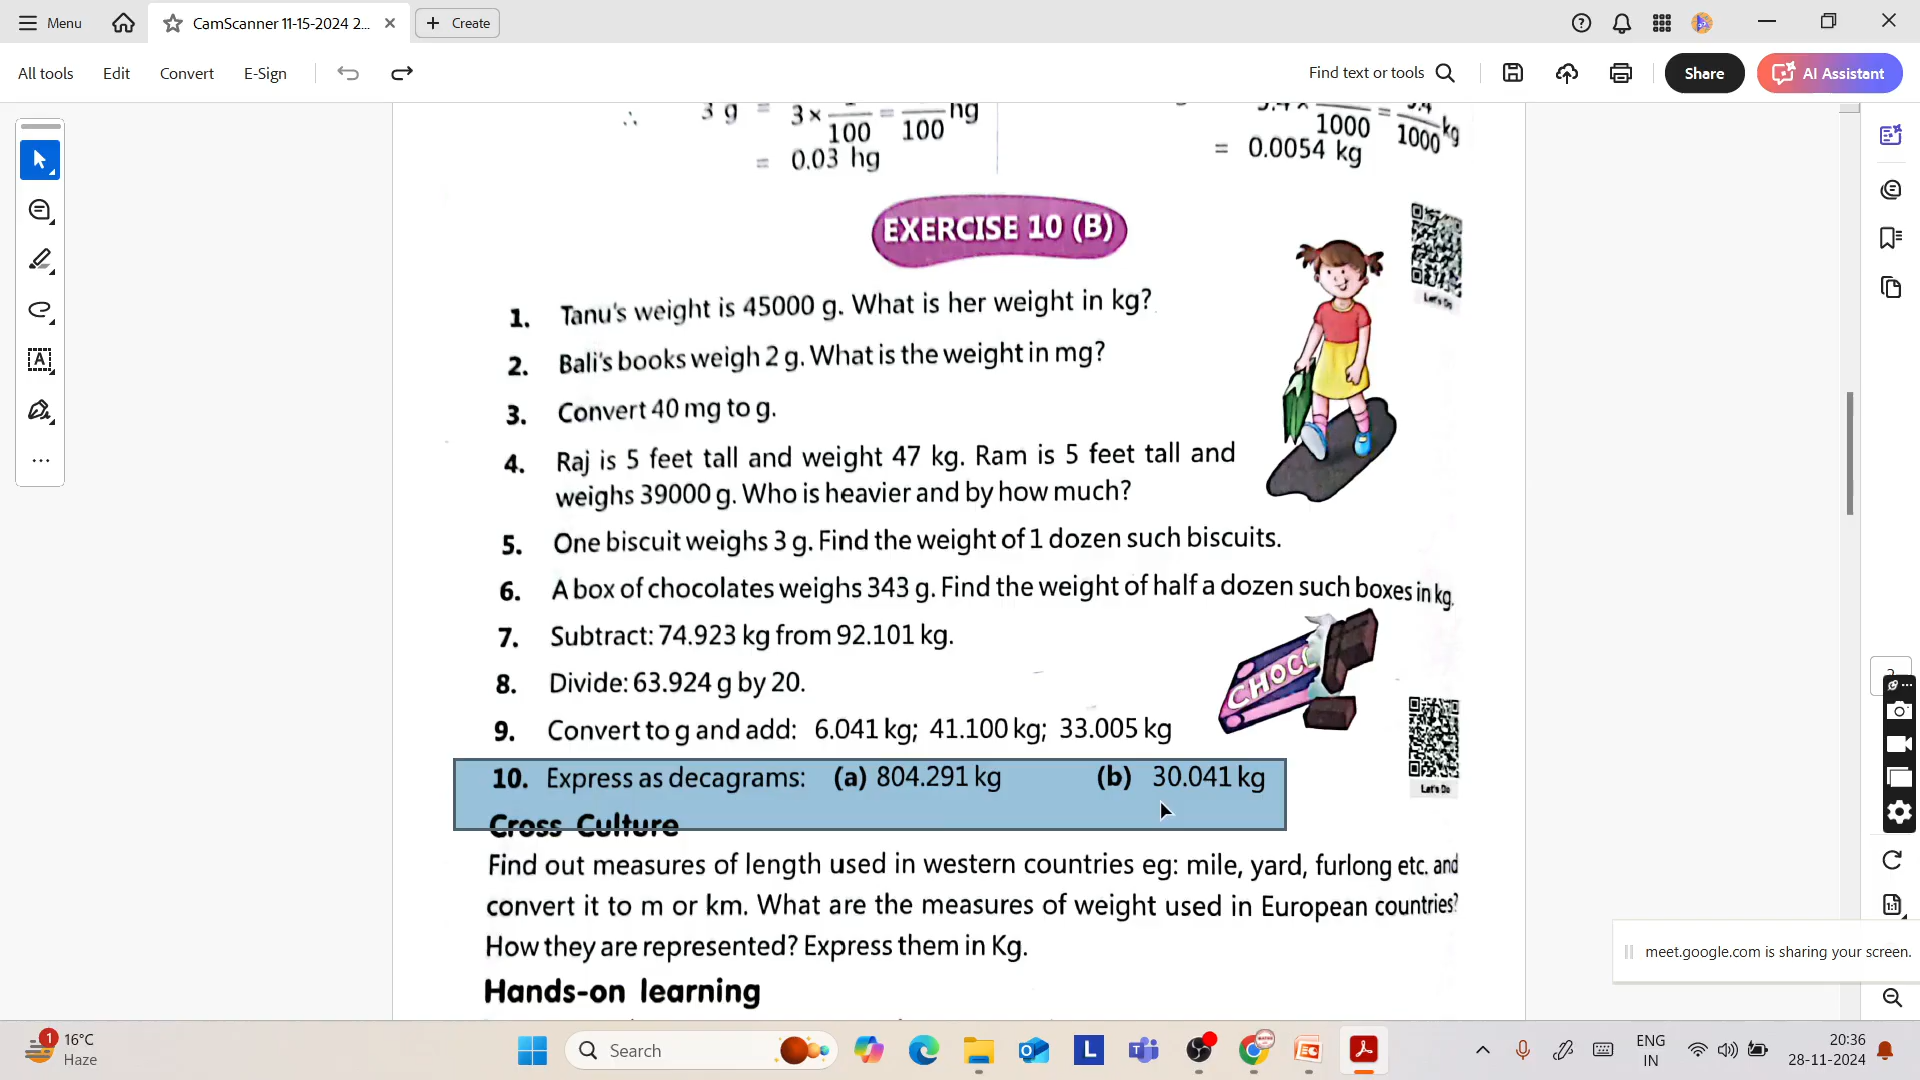 Menu
CamScanner 11-15-2024 2...
Create
All tools
Edit
Convert
E-Sign
Find text or tools
Share
AI Assistant
∴ 3 g = 3 × /100 = /100 hg
= 0.03 hg
/1000 = 5.4/1000 kg
= 0.0054 kg
EXERCISE 10 (B)
Let's Do
1. Tanu's weight is 45000 g. What is her weight in kg?
2. Bali's books weigh 2 g. What is the weight in mg?
3. Convert 40 mg to g.
4. Raj is 5 feet tall and weight 47 kg. Ram is 5 feet tall and
weighs 39000 g. Who is heavier and by how much?
5. One biscuit weighs 3 g. Find the weight of 1 dozen such biscuits.
6. A box of chocolates weighs 343 g. Find the weight of half a dozen such boxes in kg.
7. Subtract: 74.923 kg from 92.101 kg.
8. Divide: 63.924 g by 20.
CHOC
9. Convert to g and add: 6.041 kg; 41.100 kg; 33.005 kg
10. Express as decagrams: (a) 804.291 kg (b) 30.041 kg
Let's Do
Cross Culture
Find out measures of length used in western countries eg: mile, yard, furlong etc. and
convert it to m or km. What are the measures of weight used in European countries?
How they are represented? Express them in Kg.
Hands-on learning
meet.google.com is sharing your screen.
1
16°C
Haze
Search
ENG
IN
20:36
28-11-2024